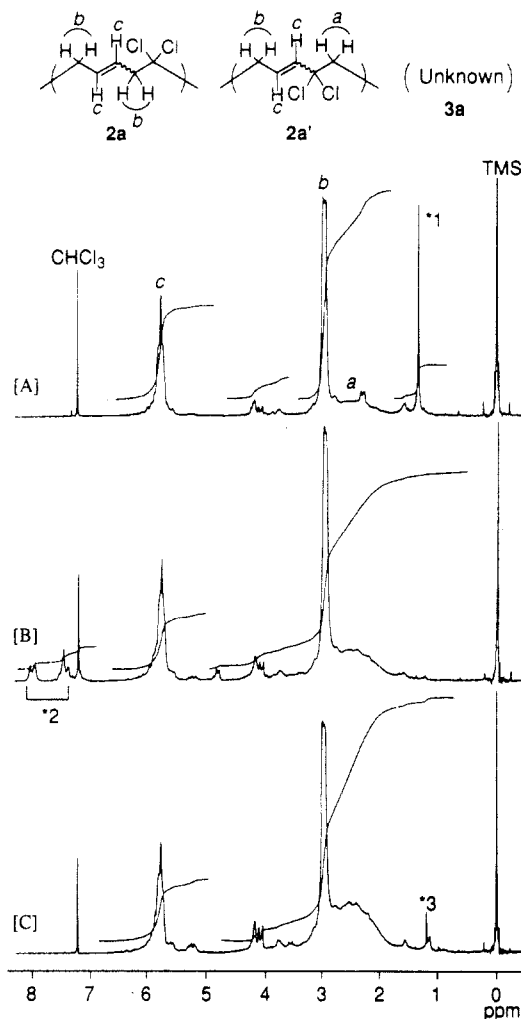 b c a
H H H Cl Cl H H H H H
( ) ( ) ( Unknown )
H H H H Cl Cl
c b c
2a 2a' 3a
TMS
b *1
CHCl3
c
a
[A]
[B]
*2
[C]
*3
8 7 6 5 4 3 2 1 0
ppm